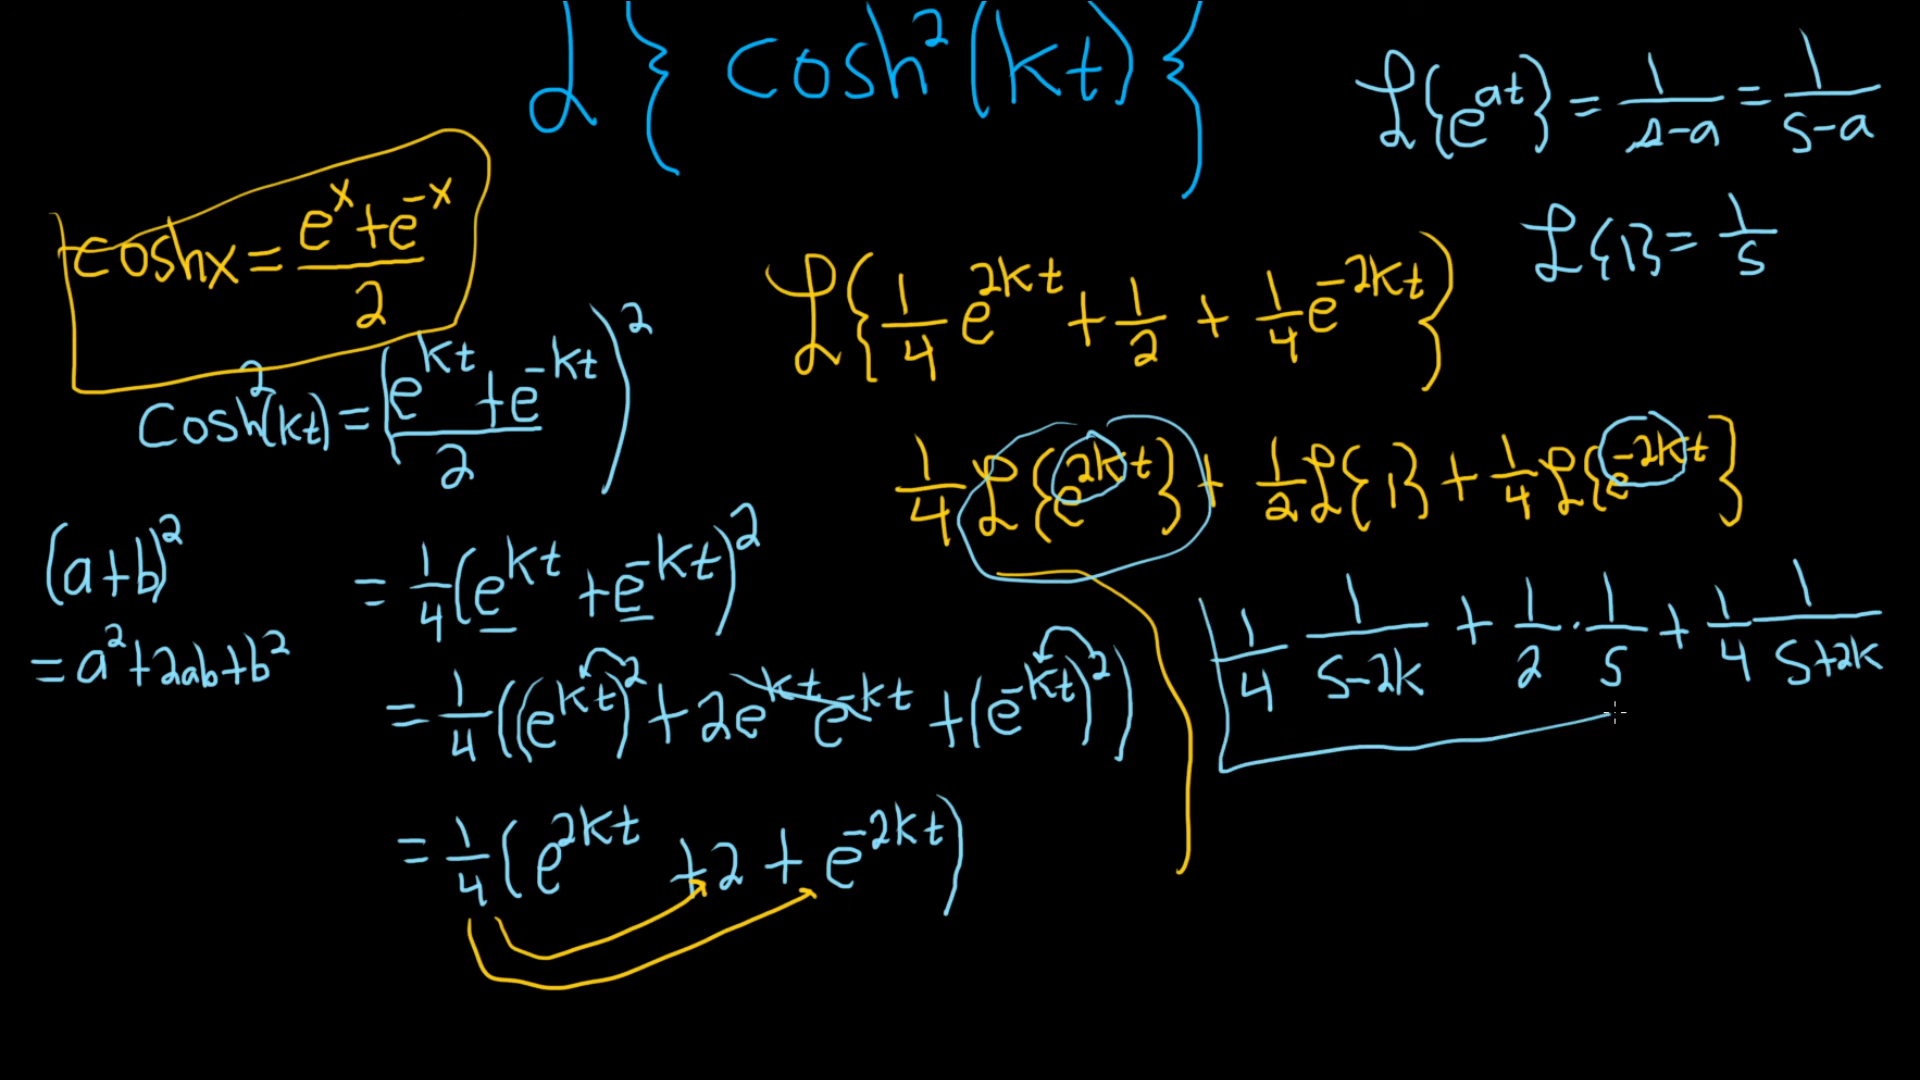 ℒ{cosh²(kt)}
ℒ{e^{at}} = 1/(s-a) = 1/(s-a)
ℒ{1} = 1/s
coshx = (e^x + e^{-x})/2
cosh²(kt) = ((e^{kt} + e^{-kt})/2)²
(a+b)²
= a² + 2ab + b²
= 1/4 (e^{kt} + e^{-kt})²
= 1/4 ((e^{kt})² + 2e^{kt} e^{-kt} + (e^{-kt})²)
= 1/4 (e^{2kt} + 2 + e^{-2kt})
ℒ{1/4 e^{2kt} + 1/2 + 1/4 e^{-2kt}}
1/4 ℒ{e^{2kt}} + 1/2 ℒ{1} + 1/4 ℒ{e^{-2kt}}
1/4 1/(s-2k) + 1/2 · 1/s + 1/4 1/(s+2k)